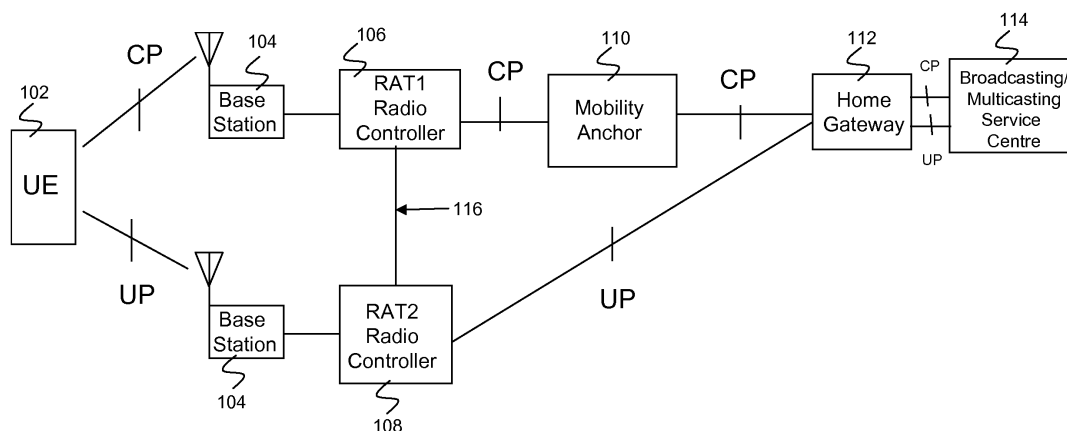 102
UE
CP
UP
104
Base
Station
Base
Station
104
106
RAT1
Radio
Controller
116
RAT2
Radio
Controller
108
CP
110
Mobility
Anchor
CP
UP
112
Home
Gateway
CP
UP
114
Broadcasting/
Multicasting
Service
Centre